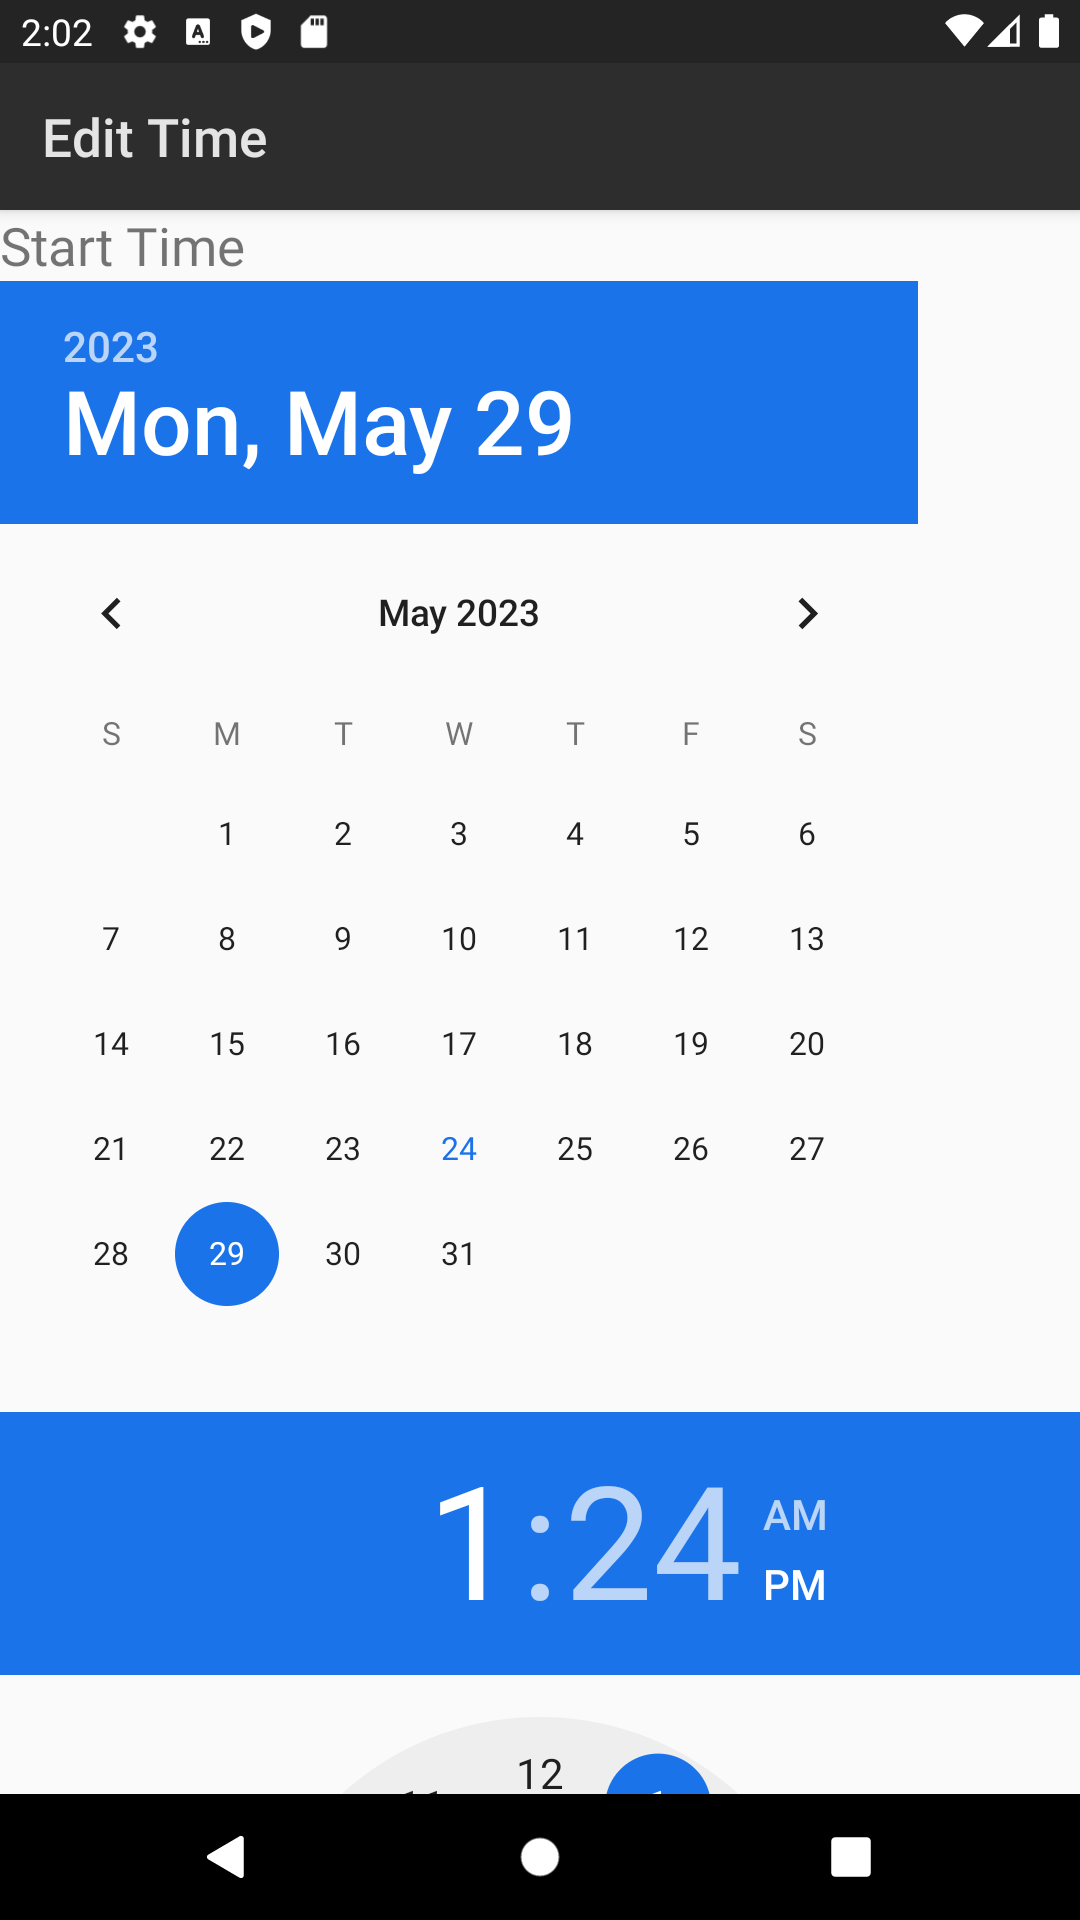 2:02
Edit Time
Start Time
2023
Mon, May 29
May 2023
S M T W T F S
1 2 3 4 5 6
7 8 9 10 11 12 13
14 15 16 17 18 19 20
21 22 23 24 25 26 27
28 29 30 31
1:24
AM
PM
12